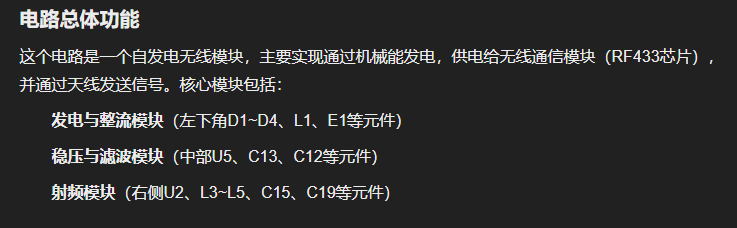 电路总体功能
这个电路是一个自发电无线模块，主要实现通过机械能发电，供电给无线通信模块（RF433芯片），
并通过天线发送信号。核心模块包括：
发电与整流模块（左下角D1~D4、L1、E1等元件）
稳压与滤波模块（中部U5、C13、C12等元件）
射频模块（右侧U2、L3~L5、C15、C19等元件）